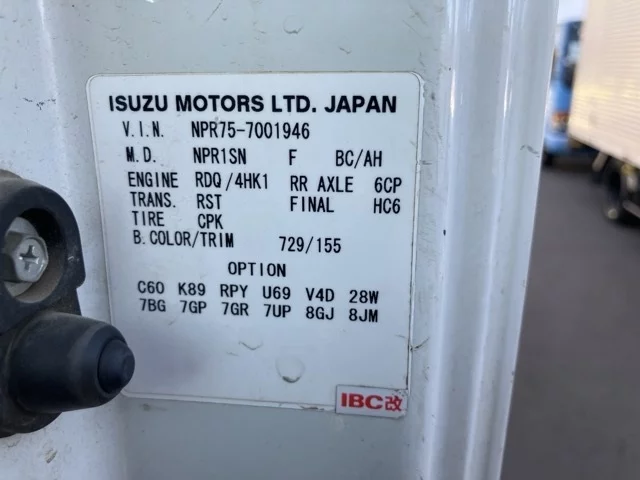 ISUZU MOTORS LTD. JAPAN
V.I.N. NPR75-7001946
M.D. NPR1SN F BC/AH
ENGINE RDQ/4HK1 RR AXLE 6CP
TRANS. RST FINAL HC6
TIRE CPK
B.COLOR/TRIM 729/155
OPTION
C60 K89 RPY U69 V4D 28W
7BG 7GP 7GR 7UP 8GJ 8JM
IBC改